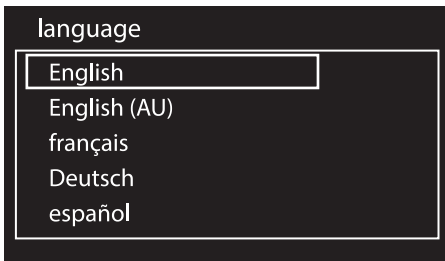 language
English
English (AU)
français
Deutsch
español